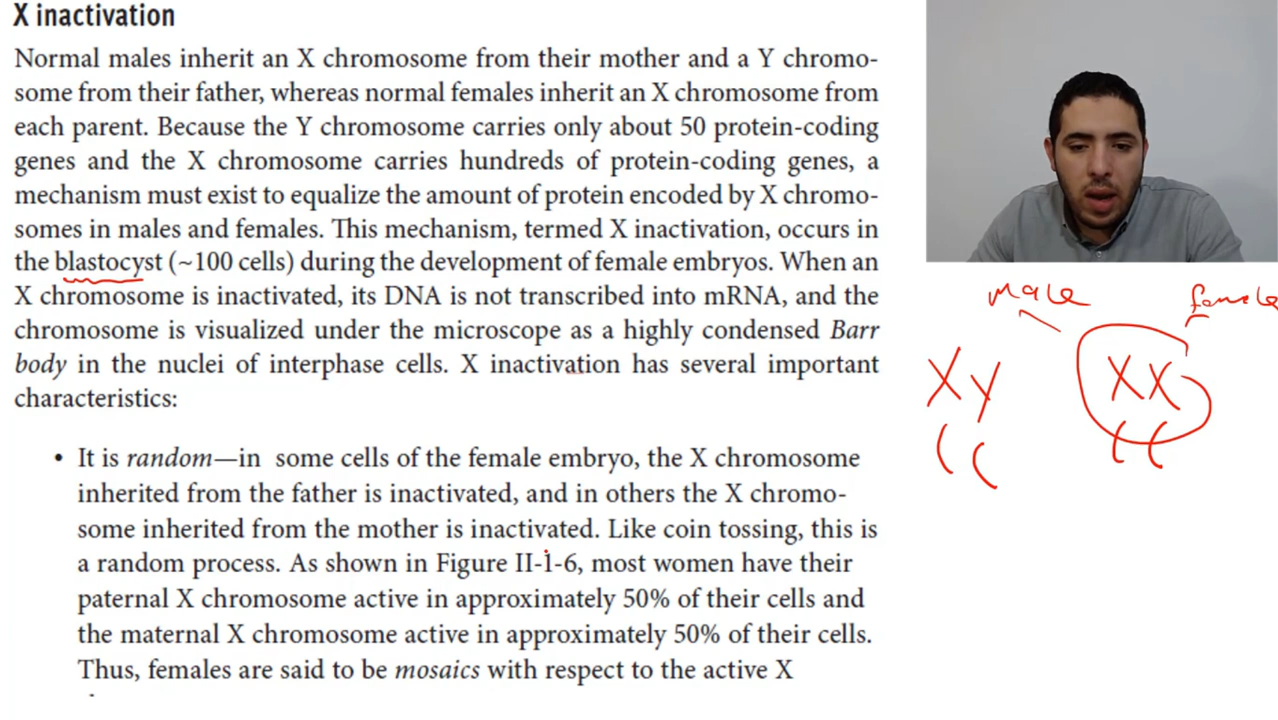 X inactivation
Normal males inherit an X chromosome from their mother and a Y chromo-
some from their father, whereas normal females inherit an X chromosome from
each parent. Because the Y chromosome carries only about 50 protein-coding
genes and the X chromosome carries hundreds of protein-coding genes, a
mechanism must exist to equalize the amount of protein encoded by X chromo-
somes in males and females. This mechanism, termed X inactivation, occurs in
the blastocyst (~100 cells) during the development of female embryos. When an
X chromosome is inactivated, its DNA is not transcribed into mRNA, and the
chromosome is visualized under the microscope as a highly condensed Barr
body in the nuclei of interphase cells. X inactivation has several important
characteristics:
• It is random—in some cells of the female embryo, the X chromosome
inherited from the father is inactivated, and in others the X chromo-
some inherited from the mother is inactivated. Like coin tossing, this is
a random process. As shown in Figure II-1-6, most women have their
paternal X chromosome active in approximately 50% of their cells and
the maternal X chromosome active in approximately 50% of their cells.
Thus, females are said to be mosaics with respect to the active X
male female
XY XX